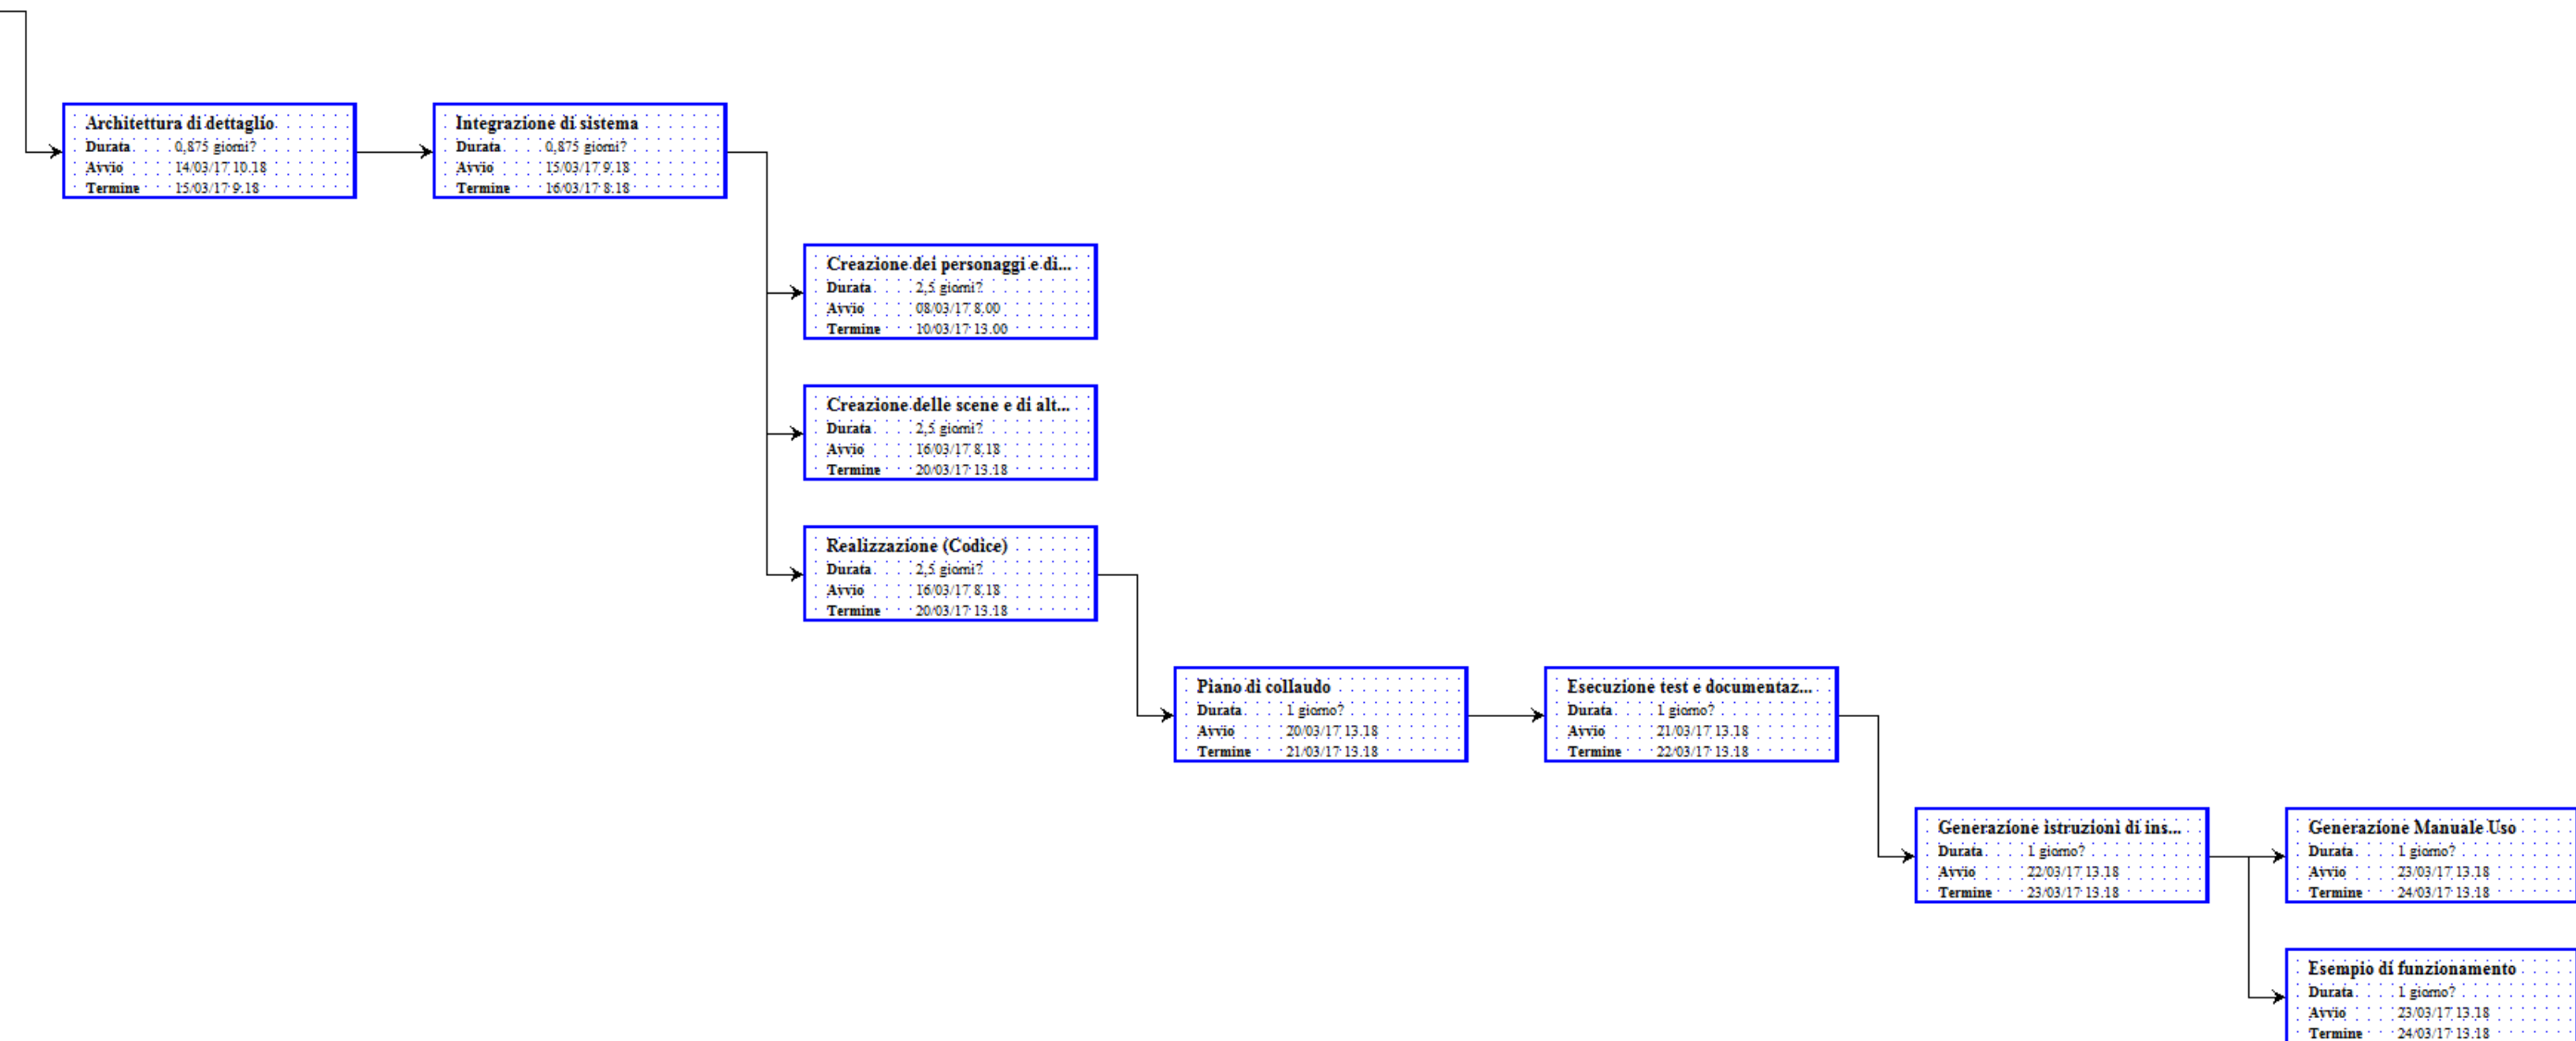 Architettura di dettaglio
Durata 0,875 giorni?
Avvio 14/03/17 10.18
Termine 15/03/17 9.18
Integrazione di sistema
Durata 0,875 giorni?
Avvio 15/03/17 9.18
Termine 16/03/17 8.18
Creazione dei personaggi e di...
Durata 2,5 giorni?
Avvio 08/03/17 8.00
Termine 10/03/17 13.00
Creazione delle scene e di alt...
Durata 2,5 giorni?
Avvio 16/03/17 8.18
Termine 20/03/17 13.18
Realizzazione (Codice)
Durata 2,5 giorni?
Avvio 16/03/17 8.18
Termine 20/03/17 13.18
Piano di collaudo
Durata 1 giorno?
Avvio 20/03/17 13.18
Termine 21/03/17 13.18
Esecuzione test e documentaz...
Durata 1 giorno?
Avvio 21/03/17 13.18
Termine 22/03/17 13.18
Generazione istruzioni di ins...
Durata 1 giorno?
Avvio 22/03/17 13.18
Termine 23/03/17 13.18
Generazione Manuale Uso
Durata 1 giorno?
Avvio 23/03/17 13.18
Termine 24/03/17 13.18
Esempio di funzionamento
Durata 1 giorno?
Avvio 23/03/17 13.18
Termine 24/03/17 13.18